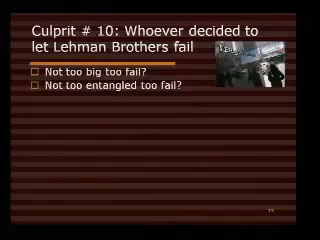 Culprit # 10: Whoever decided to
let Lehman Brothers fail
Not too big too fail?
Not too entangled too fail?